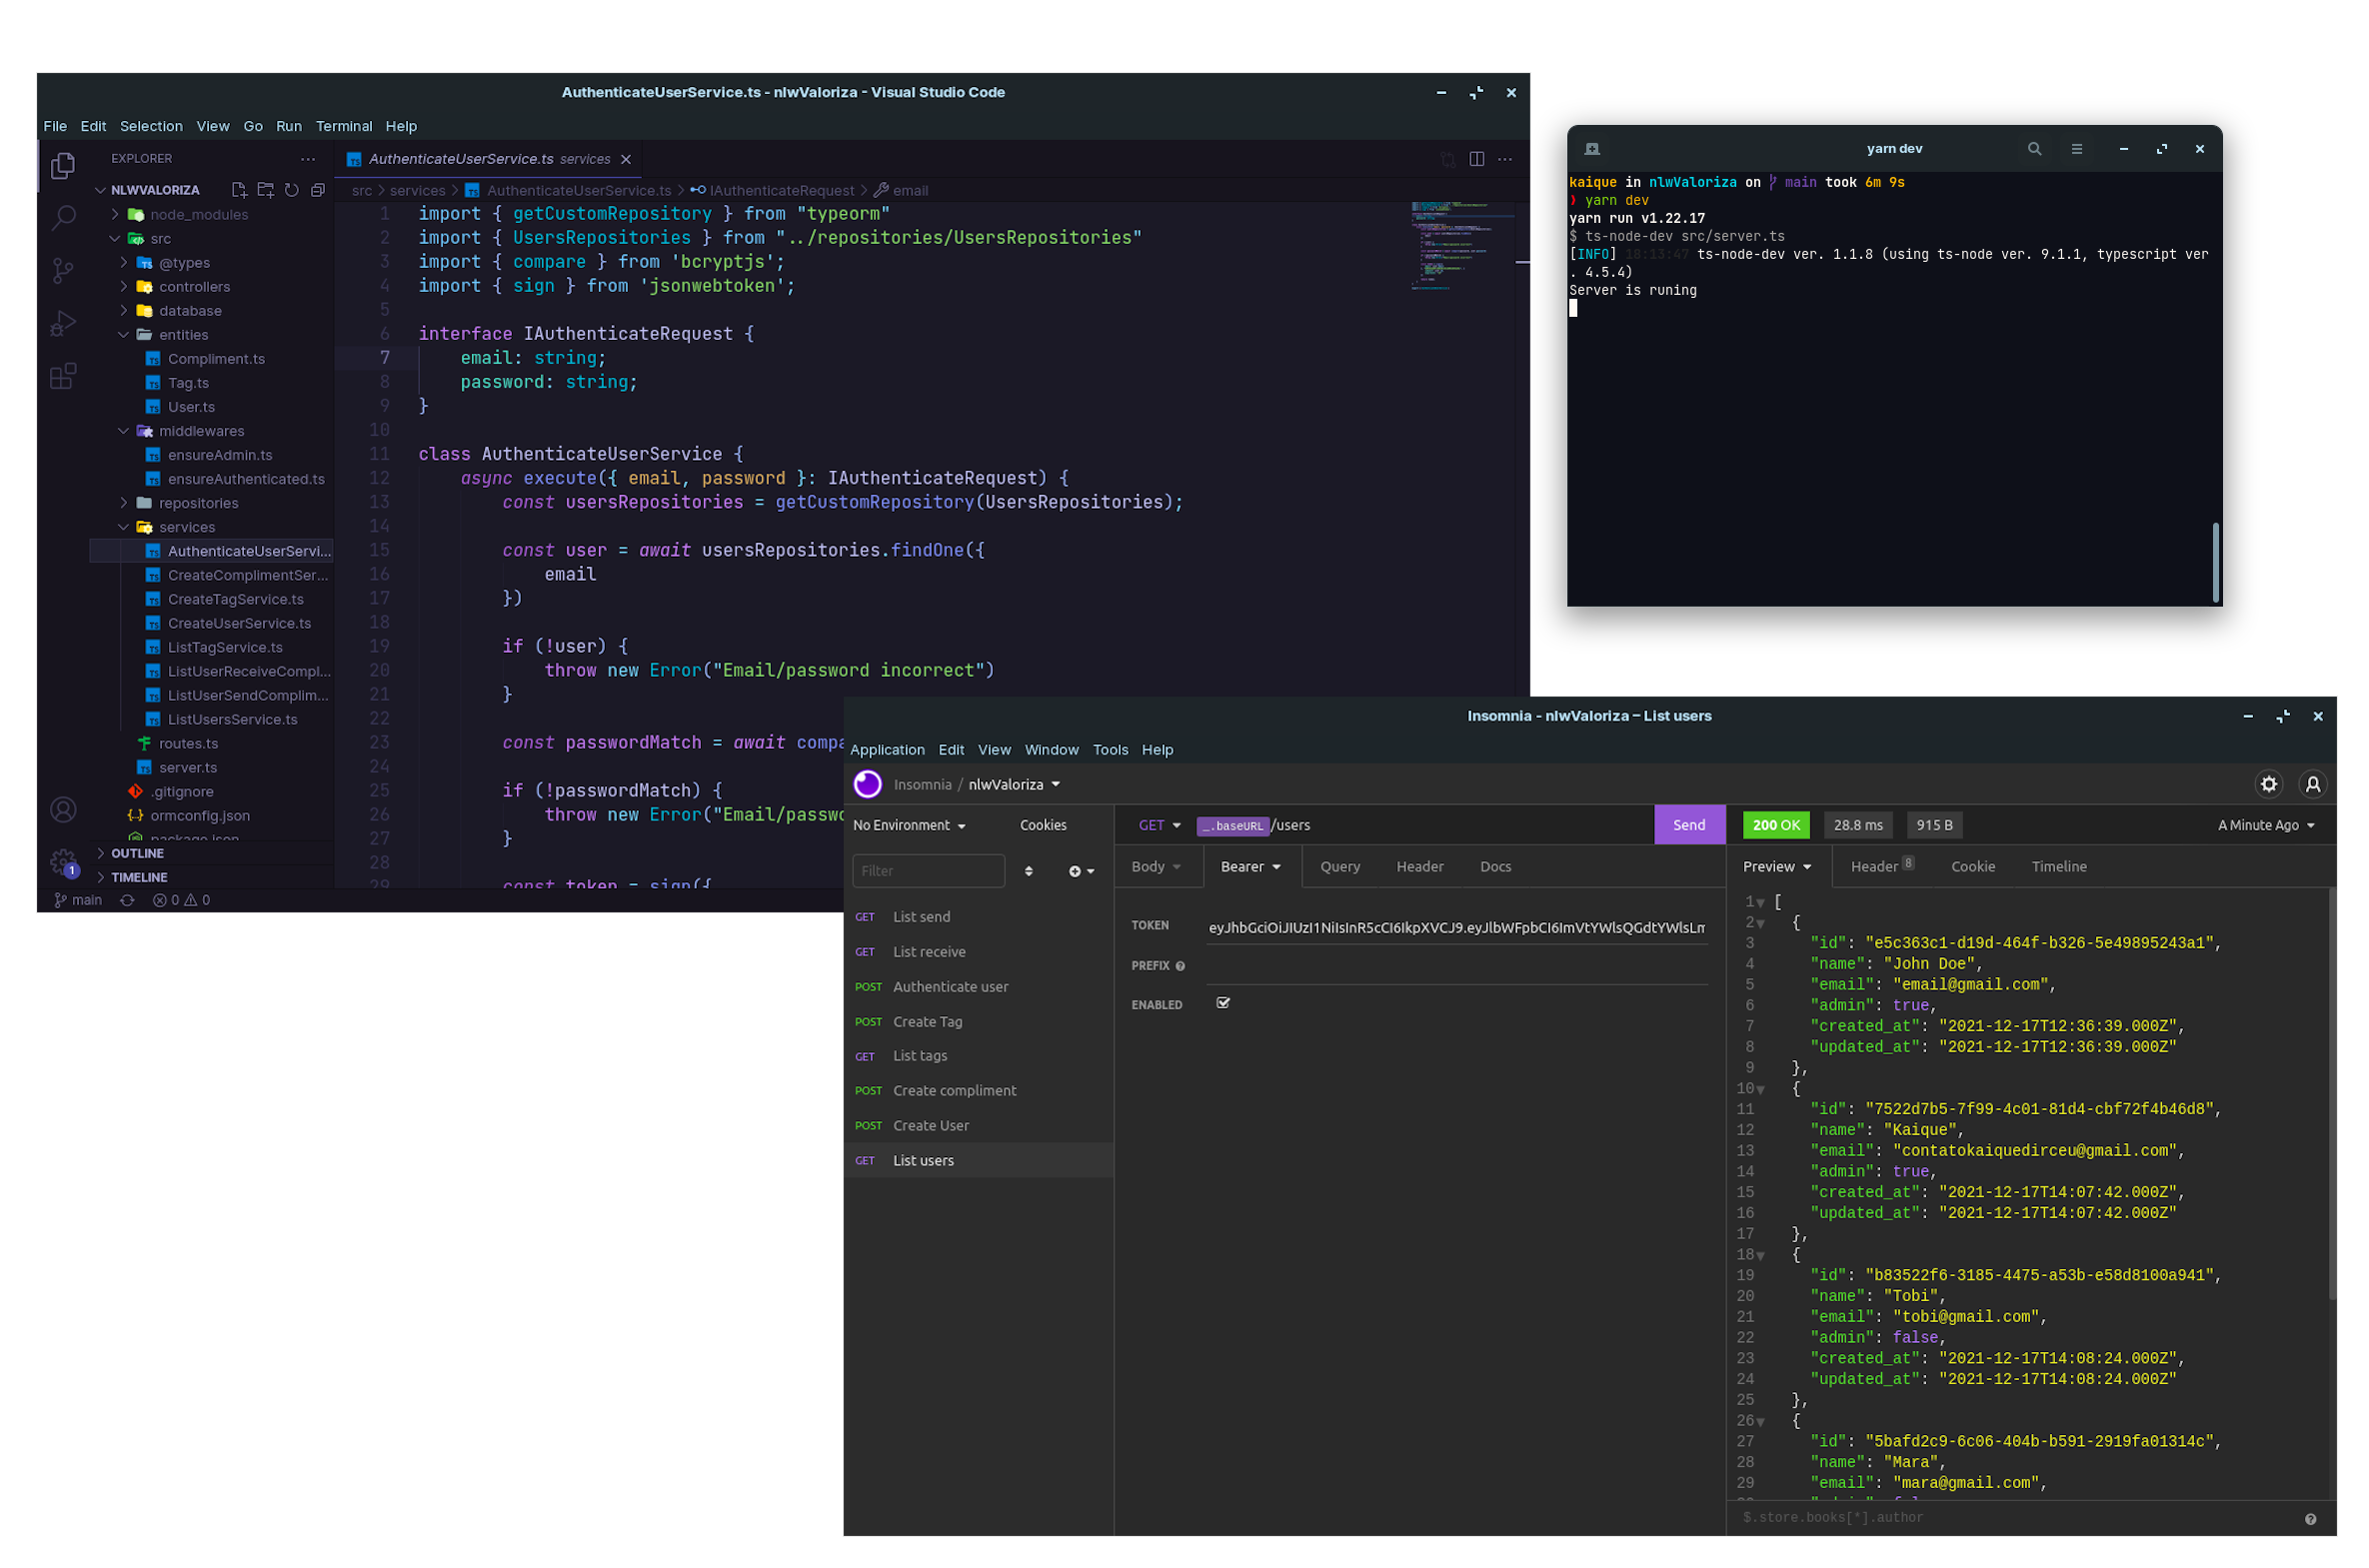 AuthenticateUserService.ts - nlwValoriza - Visual Studio Code
File Edit Selection View Go Run Terminal Help
EXPLORER
NLWVALORIZA
node_modules
src
@types
controllers
database
entities
Compliment.ts
Tag.ts
User.ts
middlewares
ensureAdmin.ts
ensureAuthenticated.ts
repositories
services
AuthenticateUserServi...
CreateComplimentSer...
CreateTagService.ts
CreateUserService.ts
ListTagService.ts
ListUserReceiveCompl...
ListUserSendComplim...
ListUsersService.ts
routes.ts
server.ts
.gitignore
ormconfig.json
package.json
OUTLINE
TIMELINE
1
main 0 0
AuthenticateUserService.ts services
src > services > AuthenticateUserService.ts > IAuthenticateRequest > email
1 import { getCustomRepository } from "typeorm"
2 import { UsersRepositories } from "../repositories/UsersRepositories"
3 import { compare } from 'bcryptjs';
4 import { sign } from 'jsonwebtoken';
5
6 interface IAuthenticateRequest {
7 email: string;
8 password: string;
9 }
10
11 class AuthenticateUserService {
12 async execute({ email, password }: IAuthenticateRequest) {
13 const usersRepositories = getCustomRepository(UsersRepositories);
14
15 const user = await usersRepositories.findOne({
16 email
17 })
18
19 if (!user) {
20 throw new Error("Email/password incorrect")
21 }
22
23 const passwordMatch = await compa
24
25 if (!passwordMatch) {
26 throw new Error("Email/passwo
27 }
28
29 const token = sign({
yarn dev
kaique in nlwValoriza on main took 6m 9s
❯ yarn dev
yarn run v1.22.17
$ ts-node-dev src/server.ts
[INFO] 18:13:47 ts-node-dev ver. 1.1.8 (using ts-node ver. 9.1.1, typescript ver
. 4.5.4)
Server is runing
Insomnia - nlwValoriza – List users
Application Edit View Window Tools Help
Insomnia / nlwValoriza
No Environment Cookies
Filter
GET List send
GET List receive
POST Authenticate user
POST Create Tag
GET List tags
POST Create compliment
POST Create User
GET List users
GET _.baseURL /users Send
Body Bearer Query Header Docs
TOKEN eyJhbGciOiJIUzI1NiIsInR5cCI6IkpXVCJ9.eyJlbWFpbCI6ImVtYWlsQGdtYWlsLm
PREFIX
ENABLED
200 OK 28.8 ms 915 B A Minute Ago
Preview Header 8 Cookie Timeline
1 [
2 {
3 "id": "e5c363c1-d19d-464f-b326-5e49895243a1",
4 "name": "John Doe",
5 "email": "email@gmail.com",
6 "admin": true,
7 "created_at": "2021-12-17T12:36:39.000Z",
8 "updated_at": "2021-12-17T12:36:39.000Z"
9 },
10 {
11 "id": "7522d7b5-7f99-4c01-81d4-cbf72f4b46d8",
12 "name": "Kaique",
13 "email": "contatokaiquedirceu@gmail.com",
14 "admin": true,
15 "created_at": "2021-12-17T14:07:42.000Z",
16 "updated_at": "2021-12-17T14:07:42.000Z"
17 },
18 {
19 "id": "b83522f6-3185-4475-a53b-e58d8100a941",
20 "name": "Tobi",
21 "email": "tobi@gmail.com",
22 "admin": false,
23 "created_at": "2021-12-17T14:08:24.000Z",
24 "updated_at": "2021-12-17T14:08:24.000Z"
25 },
26 {
27 "id": "5bafd2c9-6c06-404b-b591-2919fa01314c",
28 "name": "Mara",
29 "email": "mara@gmail.com",
$.store.books[*].author